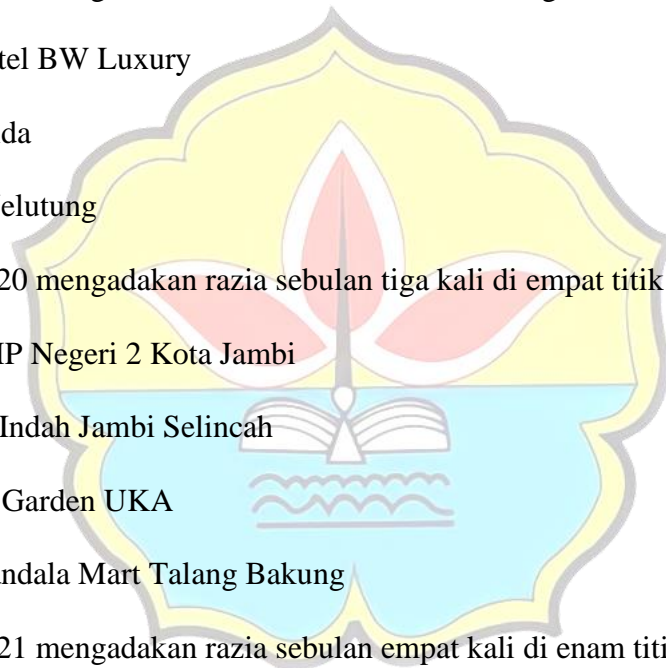 tel BW Luxury
da
elutung
20 mengadakan razia sebulan tiga kali di empat titik
IP Negeri 2 Kota Jambi
Indah Jambi Selincah
Garden UKA
andala Mart Talang Bakung
21 mengadakan razia sebulan empat kali di enam titi